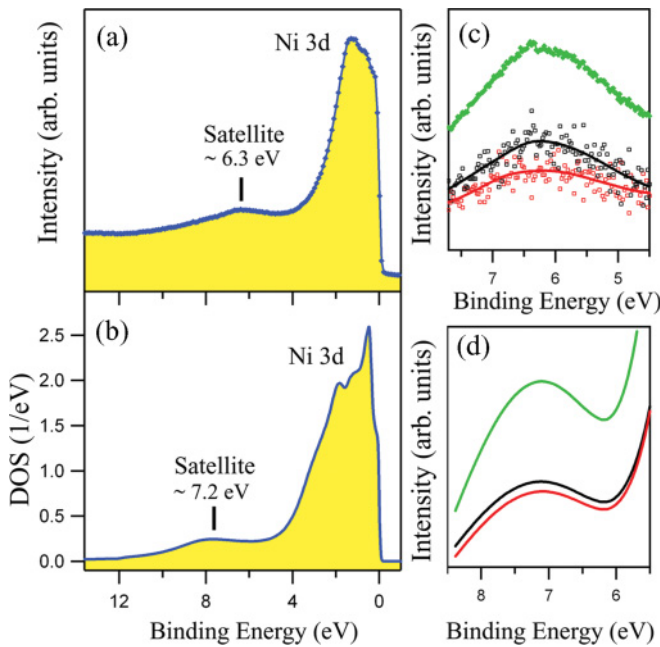 (a)
Ni 3d
Satellite
~ 6.3 eV
Intensity (arb. units)
(b)
Ni 3d
Satellite
~ 7.2 eV
DOS (1/eV)
2.5
2.0
1.5
1.0
0.5
0.0
12
8
4
0
Binding Energy (eV)
(c)
Intensity (arb. units)
7
6
5
Binding Energy (eV)
(d)
Intensity (arb. units)
8
7
6
Binding Energy (eV)